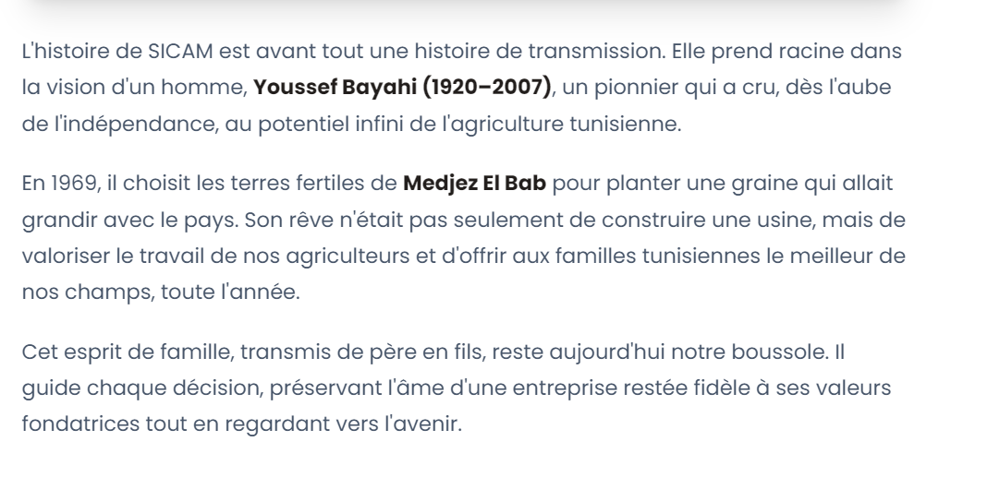 L'histoire de SICAM est avant tout une histoire de transmission. Elle prend racine dans
la vision d'un homme, Youssef Bayahi (1920–2007), un pionnier qui a cru, dès l'aube
de l'indépendance, au potentiel infini de l'agriculture tunisienne.
En 1969, il choisit les terres fertiles de Medjez El Bab pour planter une graine qui allait
grandir avec le pays. Son rêve n'était pas seulement de construire une usine, mais de
valoriser le travail de nos agriculteurs et d'offrir aux familles tunisiennes le meilleur de
nos champs, toute l'année.
Cet esprit de famille, transmis de père en fils, reste aujourd'hui notre boussole. Il
guide chaque décision, préservant l'âme d'une entreprise restée fidèle à ses valeurs
fondatrices tout en regardant vers l'avenir.